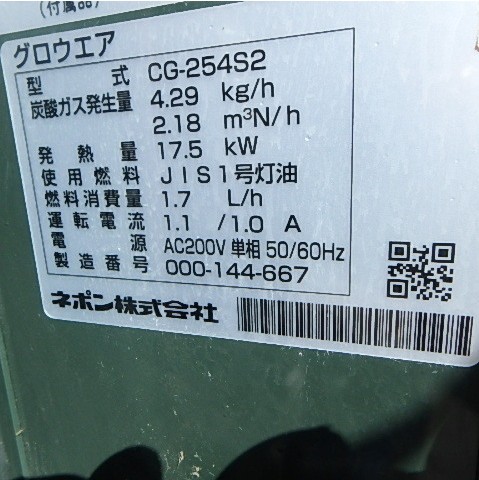 (付属品)
グロウエア
型式 CG-254S2
炭酸ガス発生量 4.29 kg/h
2.18 m³N/h
発熱量 17.5 kW
使用燃料 JIS1号灯油
燃料消費量 1.7 L/h
運転電流 1.1 /1.0 A
電源 AC200V 単相 50/60Hz
製造番号 000-144-667
ネポン株式会社